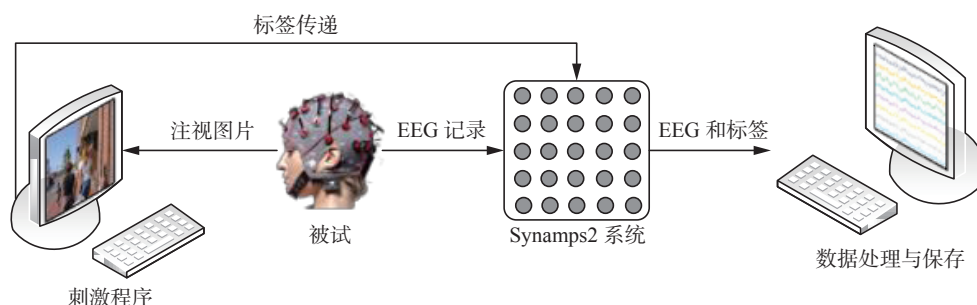 标签传递
注视图片
EEG 记录
EEG 和标签
被试
Synamps2 系统
数据处理与保存
刺激程序